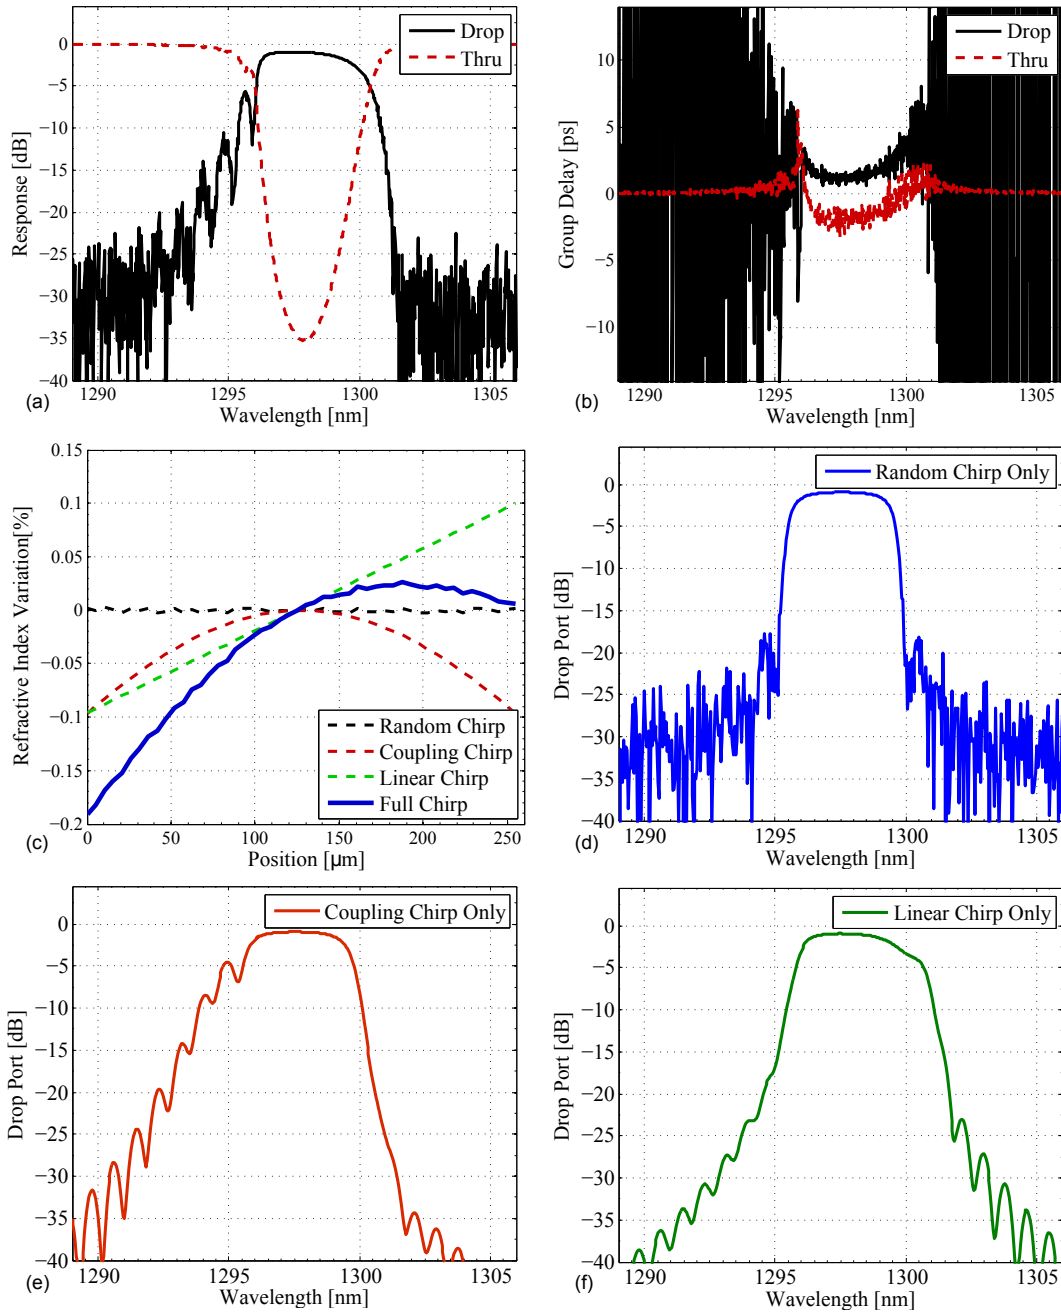 0
−5
−10
−15
−20
−25
−30
−35
−40
Response [dB]
Drop
Thru
1290
1295
1300
1305
(a)
Wavelength [nm]
10
5
0
−5
−10
Group Delay [ps]
Drop
Thru
1290
1295
1300
1305
(b)
Wavelength [nm]
0.15
0.1
0.05
0
−0.05
−0.1
−0.15
−0.2
Refractive Index Variation[%]
Random Chirp
Coupling Chirp
Linear Chirp
Full Chirp
0
50
100
150
200
250
(c)
Position [µm]
0
−5
−10
−15
−20
−25
−30
−35
−40
Drop Port [dB]
Random Chirp Only
1290
1295
1300
1305
(d)
Wavelength [nm]
0
−5
−10
−15
−20
−25
−30
−35
−40
Drop Port [dB]
Coupling Chirp Only
1290
1295
1300
1305
(e)
Wavelength [nm]
0
−5
−10
−15
−20
−25
−30
−35
−40
Drop Port [dB]
Linear Chirp Only
1290
1295
1300
1305
(f)
Wavelength [nm]